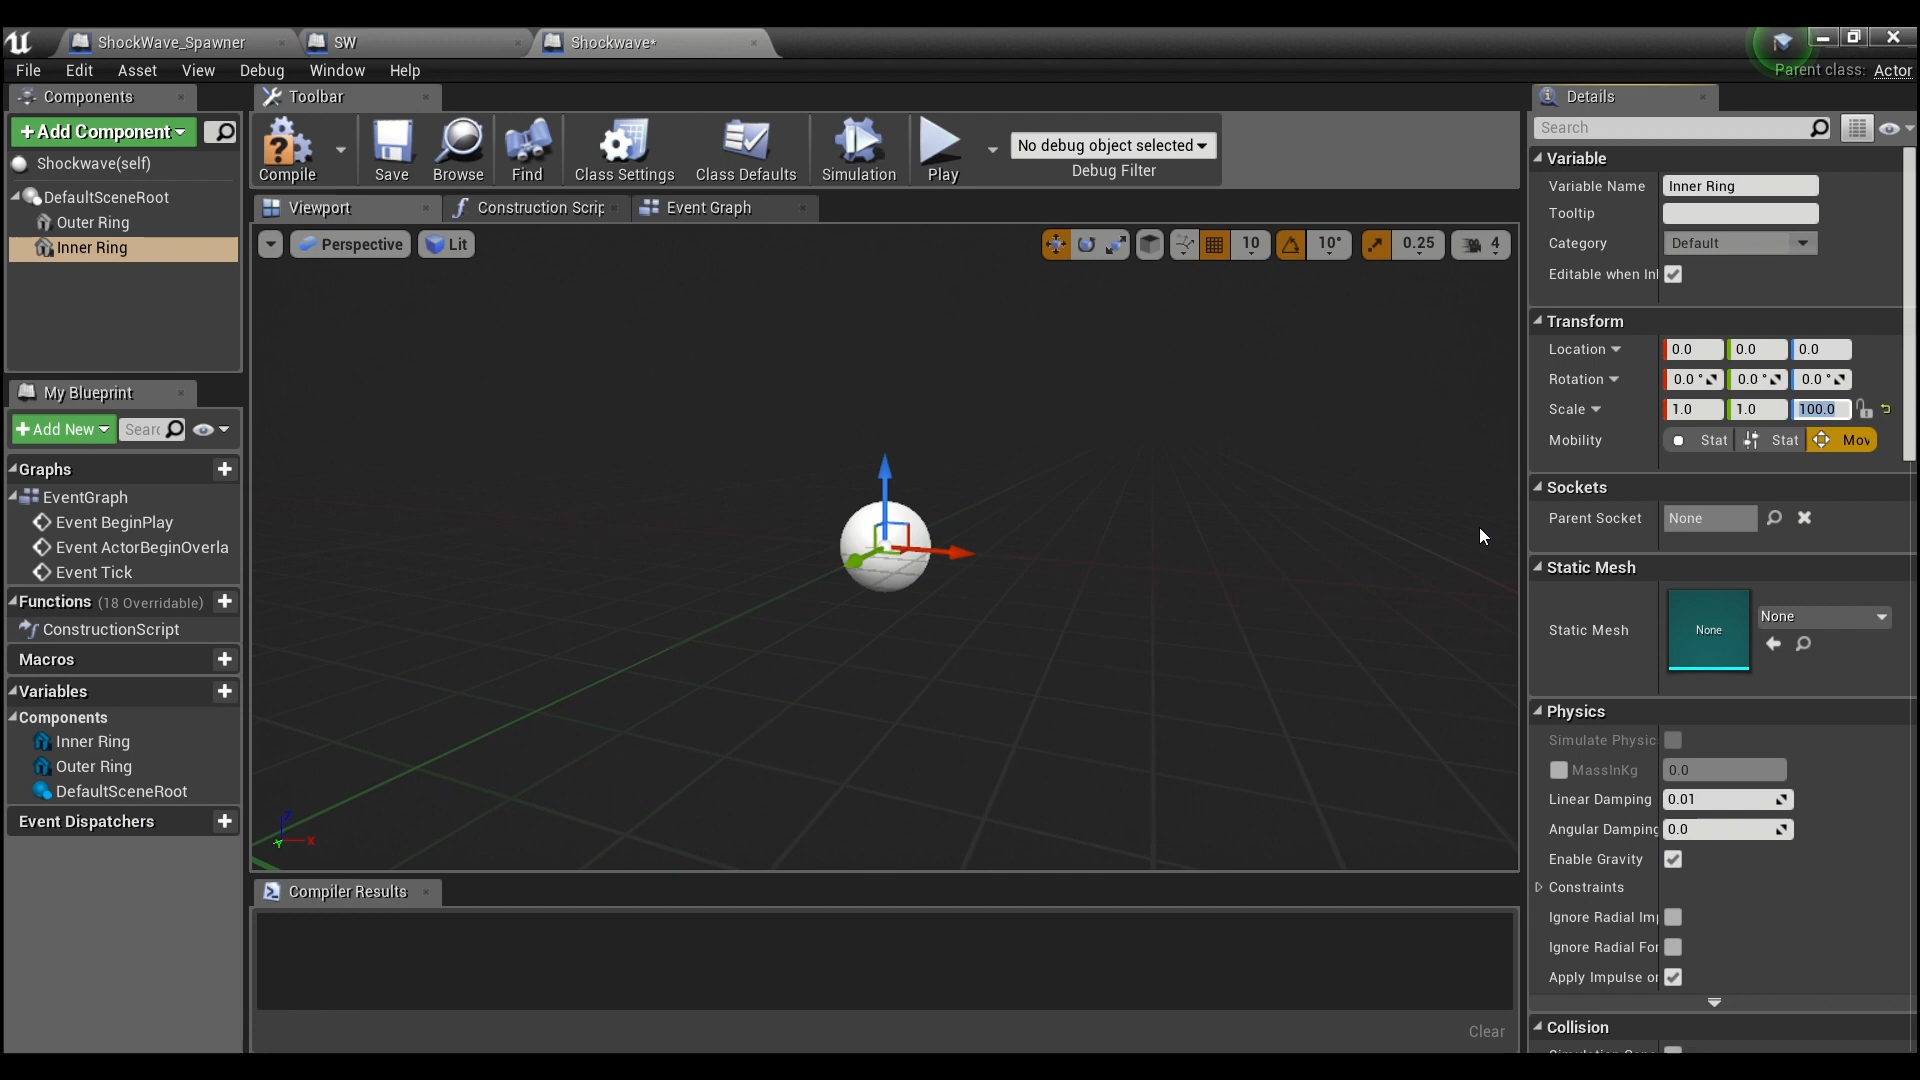 ShockWave_Spawner
SW
Shockwave*
File Edit Asset View Debug Window Help
Parent class: Actor
Components
+Add Component
Shockwave(self)
DefaultSceneRoot
Outer Ring
Inner Ring
My Blueprint
+Add New
Searc
Graphs
EventGraph
Event BeginPlay
Event ActorBeginOverla
Event Tick
Functions (18 Overridable)
ConstructionScript
Macros
Variables
Components
Inner Ring
Outer Ring
DefaultSceneRoot
Event Dispatchers
Toolbar
Compile
Save
Browse
Find
Class Settings
Class Defaults
Simulation
Play
No debug object selected
Debug Filter
Viewport
Construction Scrip
Event Graph
Perspective
Lit
10
10°
0.25
4
Z
X
Y
Compiler Results
Clear
Details
Search
Variable
Variable Name Inner Ring
Tooltip
Category Default
Editable when Inl
Transform
Location 0.0 0.0 0.0
Rotation 0.0 ° 0.0 ° 0.0 °
Scale 1.0 1.0 100.0
Mobility Stat Stat Mov
Sockets
Parent Socket None
Static Mesh
Static Mesh None None
Physics
Simulate Physic
MassInKg 0.0
Linear Damping 0.01
Angular Damping 0.0
Enable Gravity
Constraints
Ignore Radial Imp
Ignore Radial For
Apply Impulse or
Collision